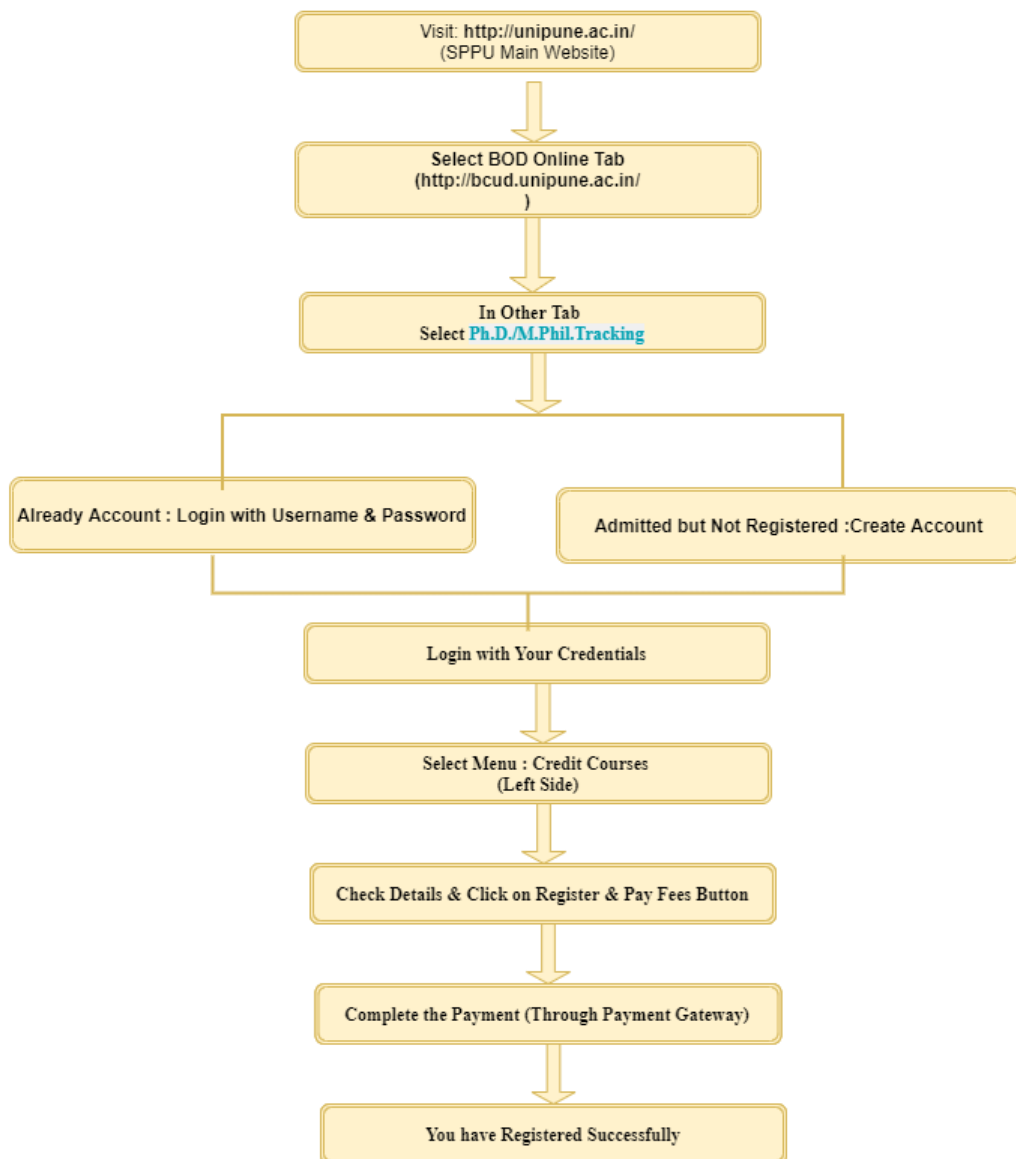 Visit: http://unipune.ac.in/
(SPPU Main Website)
Select BOD Online Tab
(http://bcud.unipune.ac.in/
)
In Other Tab
Select Ph.D./M.Phil.Tracking
Already Account : Login with Username & Password
Admitted but Not Registered :Create Account
Login with Your Credentials
Select Menu : Credit Courses
(Left Side)
Check Details & Click on Register & Pay Fees Button
Complete the Payment (Through Payment Gateway)
You have Registered Successfully